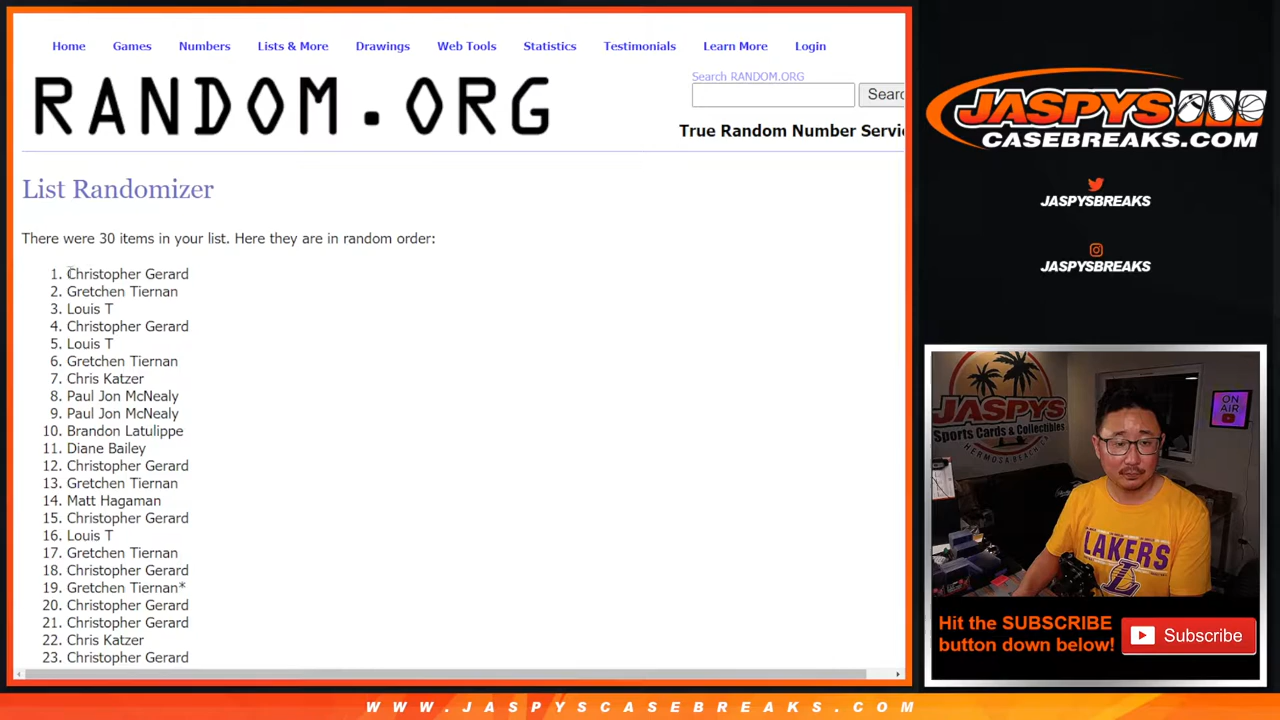 Home Games Numbers Lists & More Drawings Web Tools Statistics Testimonials Learn More Login
RANDOM.ORG
Search RANDOM.ORG
Searc
True Random Number Servi
List Randomizer
There were 30 items in your list. Here they are in random order:
1. Christopher Gerard
2. Gretchen Tiernan
3. Louis T
4. Christopher Gerard
5. Louis T
6. Gretchen Tiernan
7. Chris Katzer
8. Paul Jon McNealy
9. Paul Jon McNealy
10. Brandon Latulippe
11. Diane Bailey
12. Christopher Gerard
13. Gretchen Tiernan
14. Matt Hagaman
15. Christopher Gerard
16. Louis T
17. Gretchen Tiernan
18. Christopher Gerard
19. Gretchen Tiernan*
20. Christopher Gerard
21. Christopher Gerard
22. Chris Katzer
23. Christopher Gerard
JASPYS
CASEBREAKS.COM
JASPYSBREAKS
JASPYSBREAKS
JASPYS
Sports Cards & Collectibles
HERMOSA BEACH, CA
ON
AIR
LAKERS
L
Hit the SUBSCRIBE
button down below!
Subscribe
WWW.JASPYSCASEBREAKS.COM